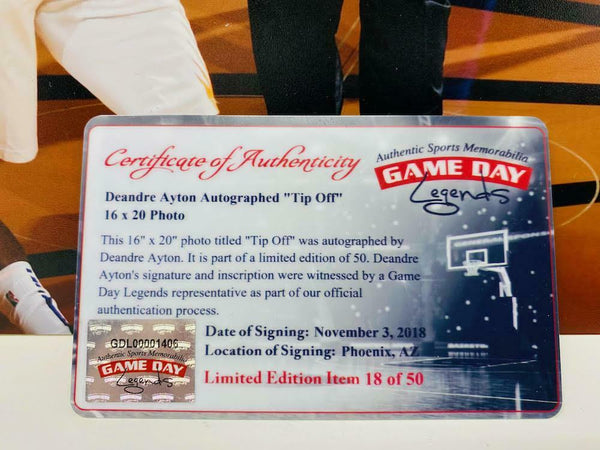 Certificate of Authenticity
Authentic Sports Memorabilia
GAME DAY
Legends
Deandre Ayton Autographed "Tip Off"
16 x 20 Photo
This 16" x 20" photo titled "Tip Off" was autographed by
Deandre Ayton. It is part of a limited edition of 50. Deandre
Ayton's signature and inscription were witnessed by a Game
Day Legends representative as part of our official
authentication process.
GDL00001406
Authentic Sports Memorabilia
GAME DAY
Legends
Date of Signing: November 3, 2018
Location of Signing: Phoenix, AZ
Limited Edition Item 18 of 50